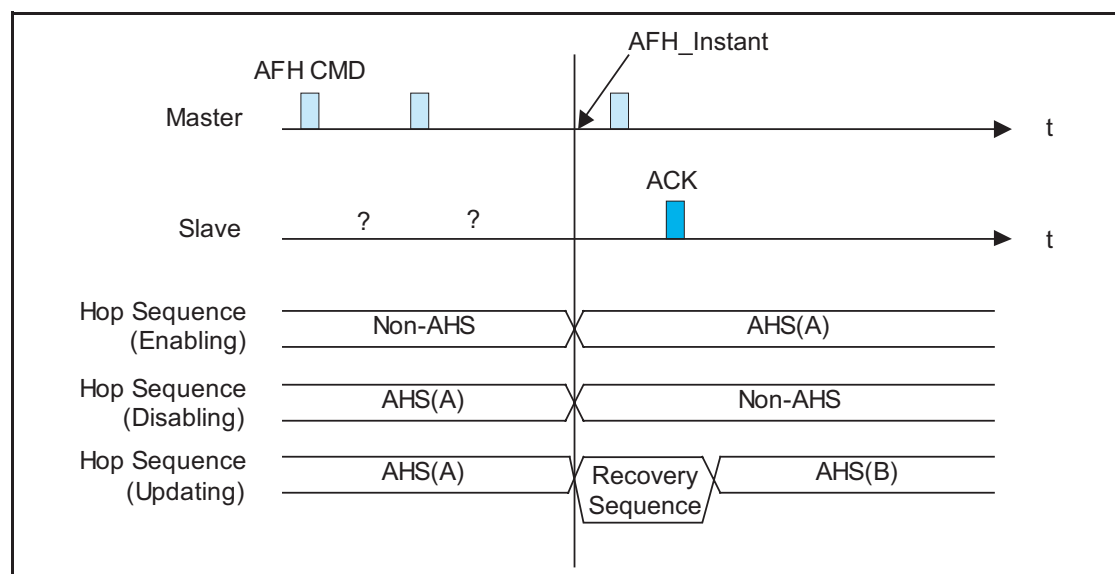 AFH_Instant
AFH CMD
Master
t
ACK
Slave
?
?
t
Hop Sequence
(Enabling)
Non-AHS
AHS(A)
Hop Sequence
(Disabling)
AHS(A)
Non-AHS
Hop Sequence
(Updating)
AHS(A)
Recovery
Sequence
AHS(B)